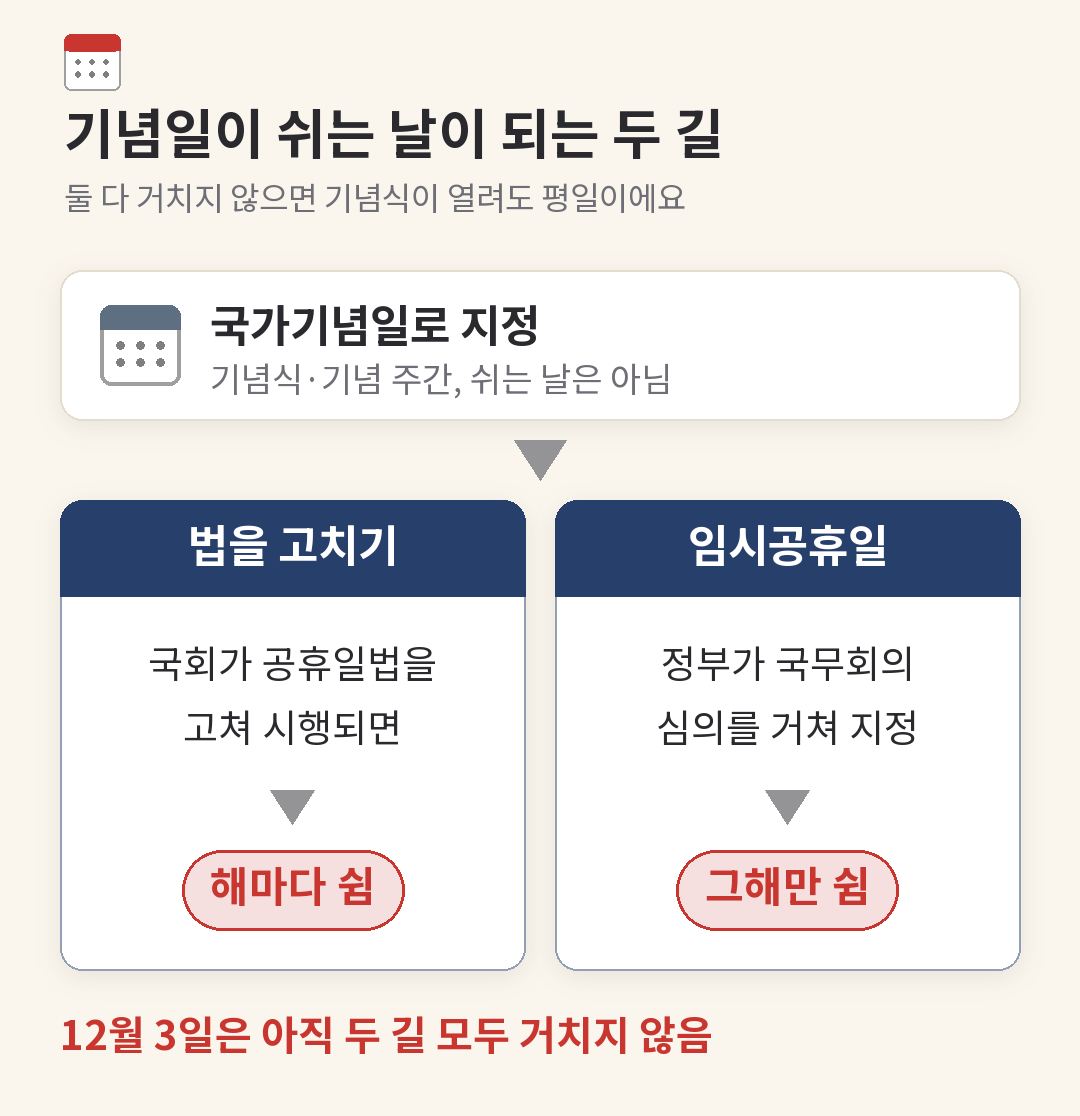 기념일이 쉬는 날이 되는 두 길
둘 다 거치지 않으면 기념식이 열려도 평일이에요
국가기념일로 지정
기념식·기념 주간, 쉬는 날은 아님
법을 고치기
국회가 공휴일법을
고쳐 시행되면
해마다 쉼
임시공휴일
정부가 국무회의
심의를 거쳐 지정
그해만 쉼
12월 3일은 아직 두 길 모두 거치지 않음